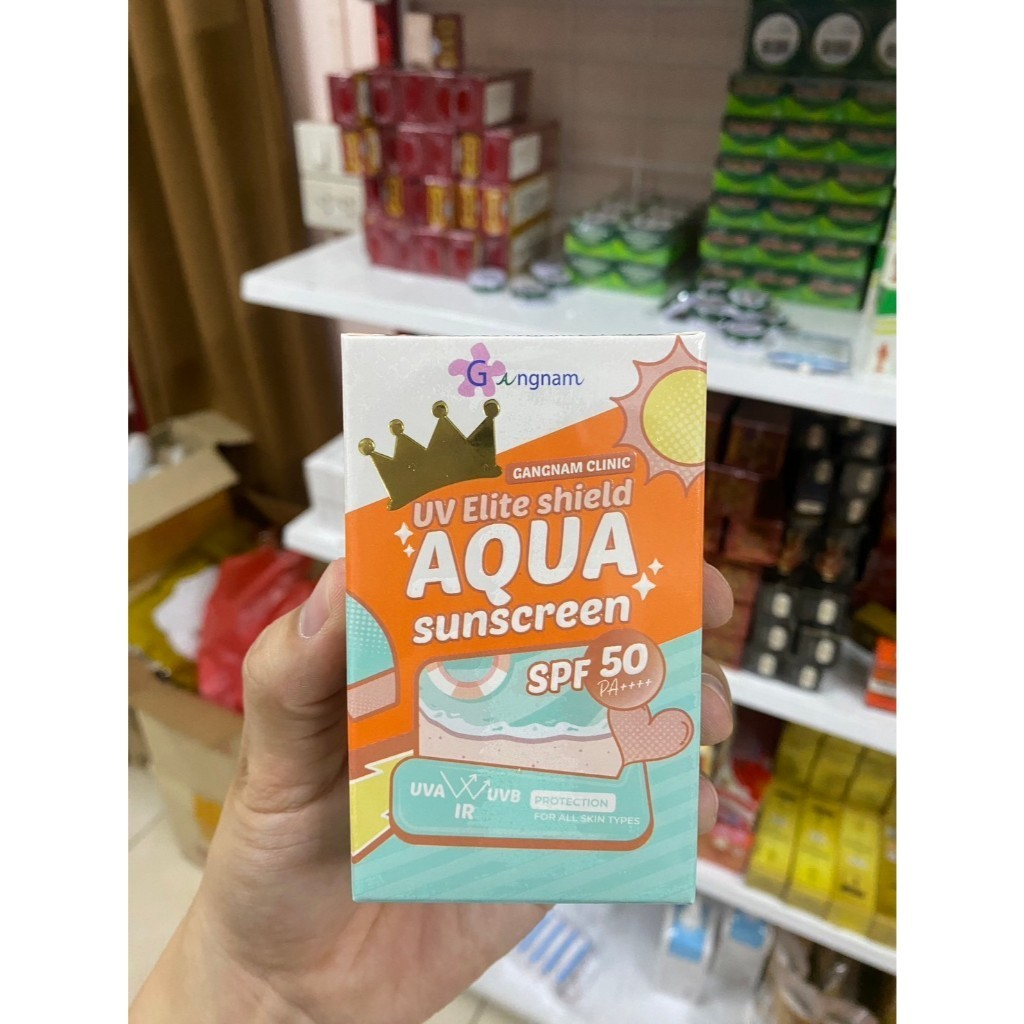 Gangnam
GANGNAM CLINIC
UV Elite shield
AQUA
sunscreen
SPF 50
PA++++
UVA UVB
IR
PROTECTION
FOR ALL SKIN TYPES